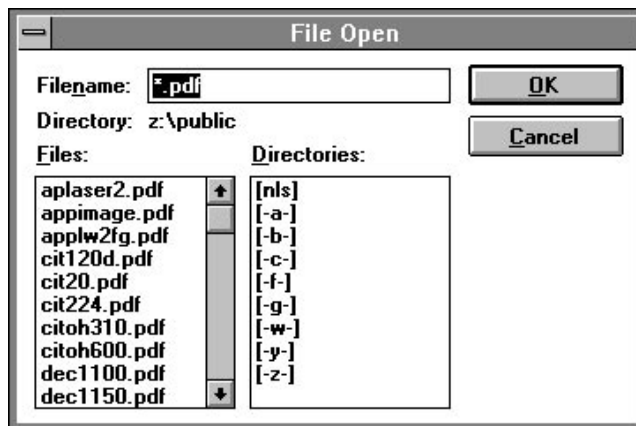 File Open
Filename: *.pdf
OK
Directory: z:\public
Cancel
Files:
Directories:
aplaser2.pdf
appimage.pdf
applw2fg.pdf
cit120d.pdf
cit20.pdf
cit224.pdf
citoh310.pdf
citoh600.pdf
dec1100.pdf
dec1150.pdf
[nls]
[-a-]
[-b-]
[-c-]
[-f-]
[-g-]
[-w-]
[-y-]
[-z-]